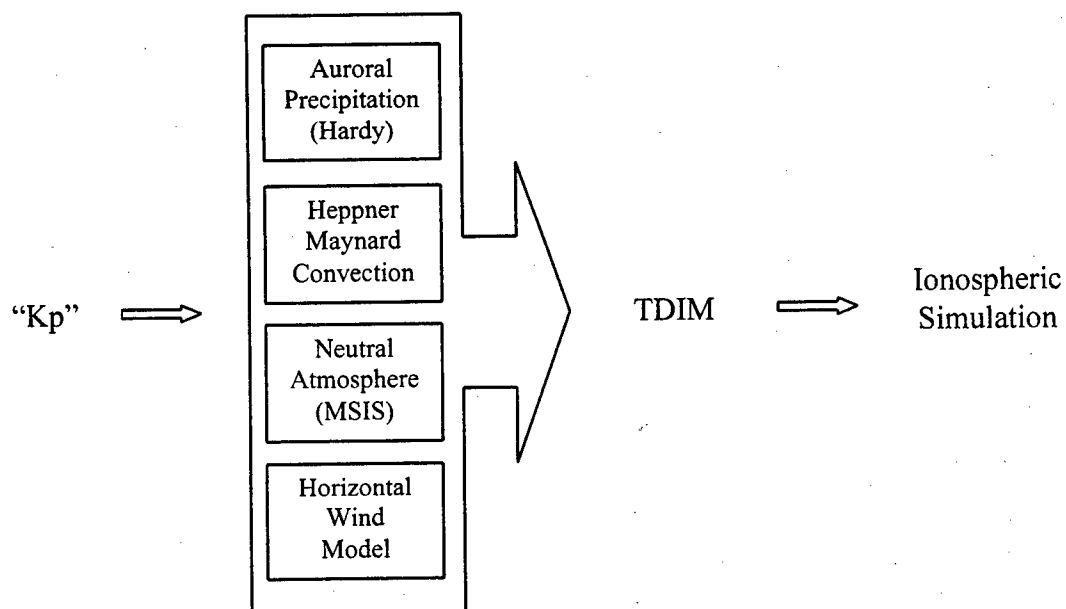 Auroral
Precipitation
(Hardy)
Heppner
Maynard
Convection
Neutral
Atmosphere
(MSIS)
Horizontal
Wind
Model
“Kp”
TDIM
Ionospheric
Simulation